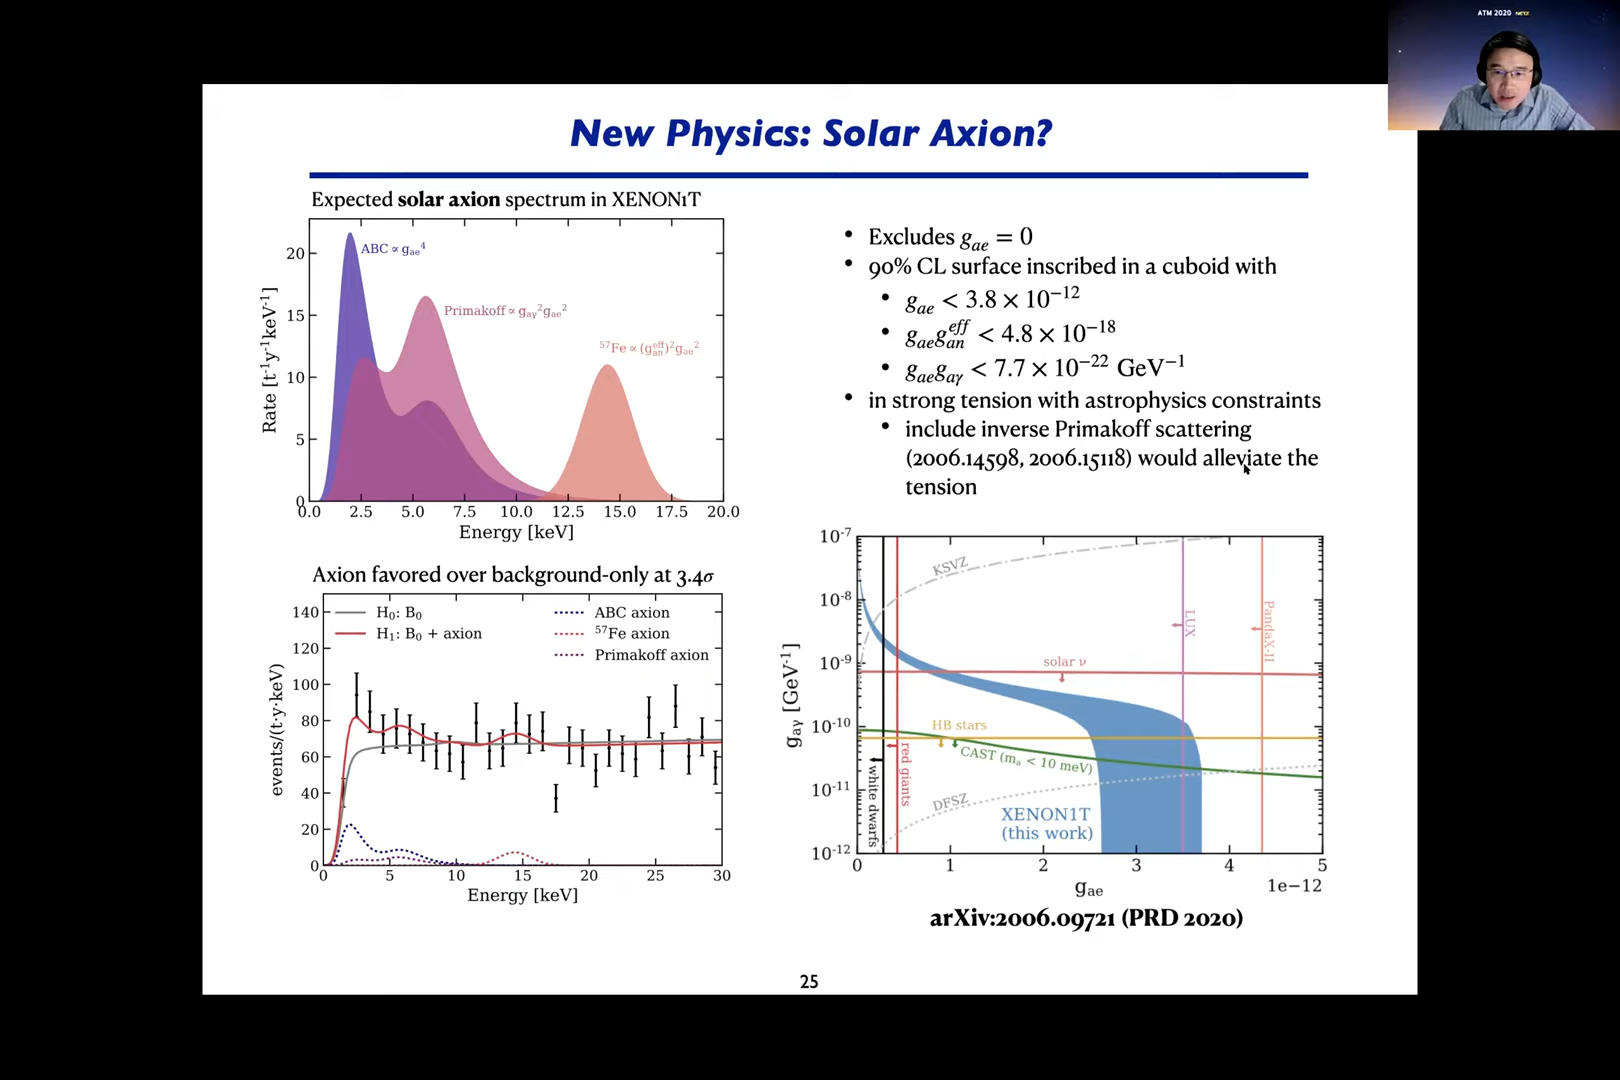 ATM 2020
New Physics: Solar Axion?
Expected solar axion spectrum in XENON1T
ABC ∝ gae⁴
Primakoff ∝ gaγ²gae²
⁵⁷Fe ∝ (gan^eff)²gae²
Rate [t⁻¹y⁻¹keV⁻¹]
20
15
10
5
0
0.0 2.5 5.0 7.5 10.0 12.5 15.0 17.5 20.0
Energy [keV]
Axion favored over background-only at 3.4σ
H₀: B₀
H₁: B₀ + axion
ABC axion
⁵⁷Fe axion
Primakoff axion
events/(t·y·keV)
140
120
100
80
60
40
20
0
0 5 10 15 20 25 30
Energy [keV]
• Excludes gae = 0
• 90% CL surface inscribed in a cuboid with
• gae < 3.8 × 10⁻¹²
• gae gan^eff < 4.8 × 10⁻¹⁸
• gae gaγ < 7.7 × 10⁻²² GeV⁻¹
• in strong tension with astrophysics constraints
• include inverse Primakoff scattering
(2006.14598, 2006.15118) would alleviate the
tension
gaγ [GeV⁻¹]
10⁻⁷
10⁻⁸
10⁻⁹
10⁻¹⁰
10⁻¹¹
10⁻¹²
KSVZ
LUX
PandaX-II
solar ν
HB stars
CAST (mₐ < 10 meV)
red giants
white dwarfs
DFSZ
XENON1T
(this work)
0 1 2 3 4 5
gae
1e−12
arXiv:2006.09721 (PRD 2020)
25